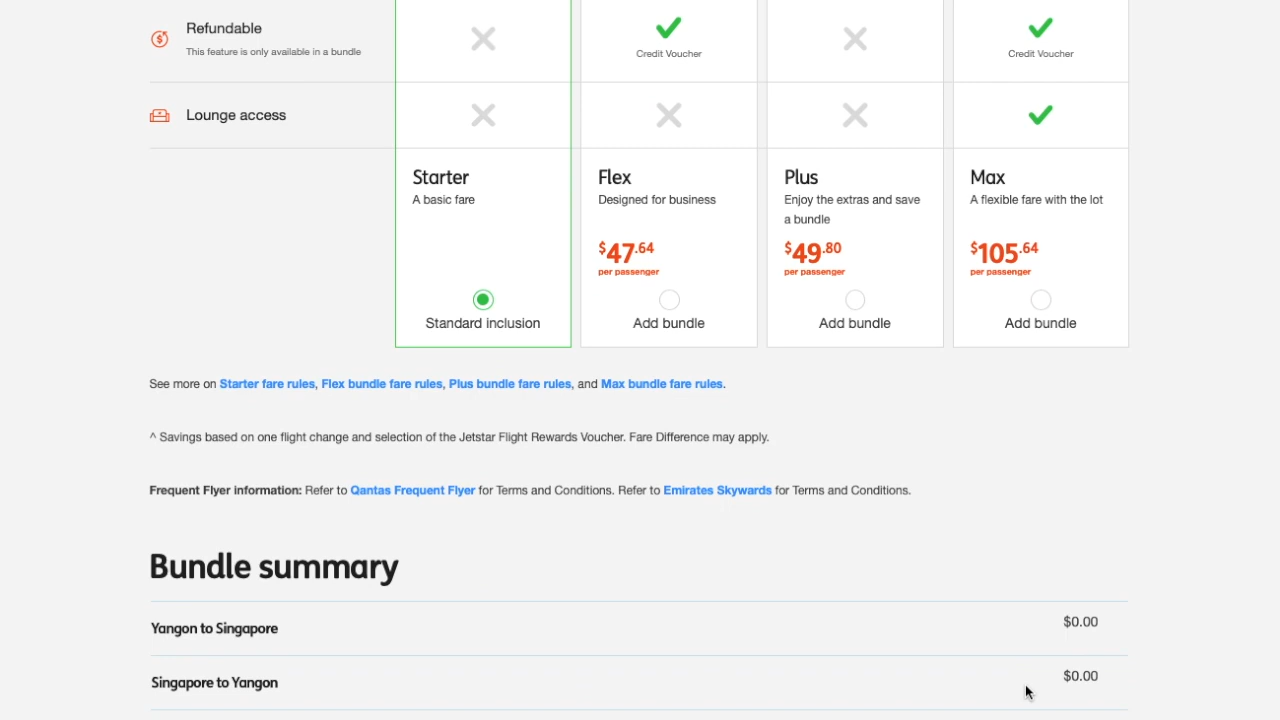 Refundable
This feature is only available in a bundle
Credit Voucher
Credit Voucher
Lounge access
Starter
A basic fare
Standard inclusion
Flex
Designed for business
$47.64
per passenger
Add bundle
Plus
Enjoy the extras and save
a bundle
$49.80
per passenger
Add bundle
Max
A flexible fare with the lot
$105.64
per passenger
Add bundle
See more on Starter fare rules, Flex bundle fare rules, Plus bundle fare rules, and Max bundle fare rules.
^ Savings based on one flight change and selection of the Jetstar Flight Rewards Voucher. Fare Difference may apply.
Frequent Flyer information: Refer to Qantas Frequent Flyer for Terms and Conditions. Refer to Emirates Skywards for Terms and Conditions.
Bundle summary
Yangon to Singapore $0.00
Singapore to Yangon $0.00